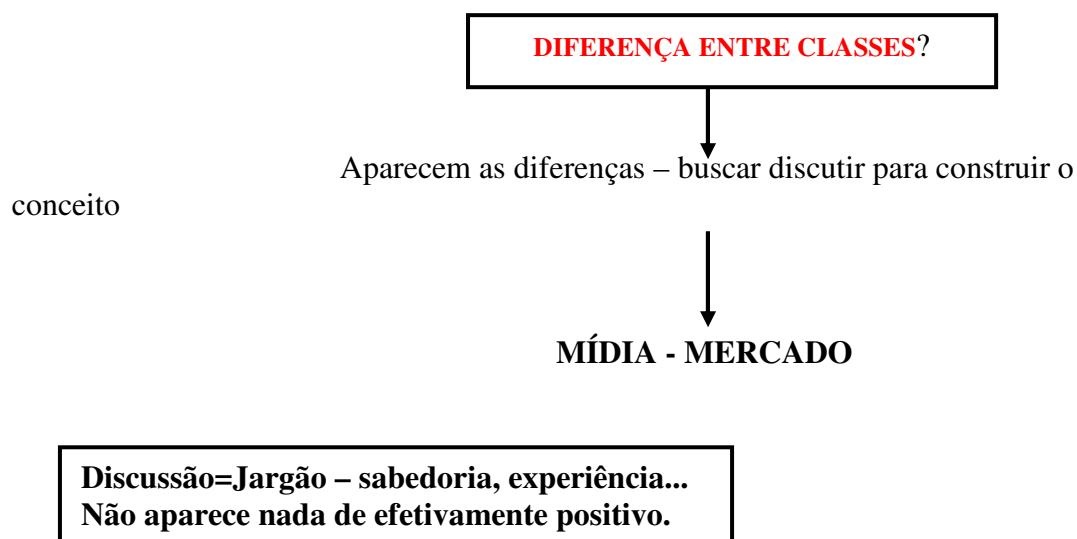 DIFERENÇA ENTRE CLASSES?
Aparecem as diferenças – buscar discutir para construir o
conceito
MÍDIA - MERCADO
Discussão=Jargão – sabedoria, experiência...
Não aparece nada de efetivamente positivo.